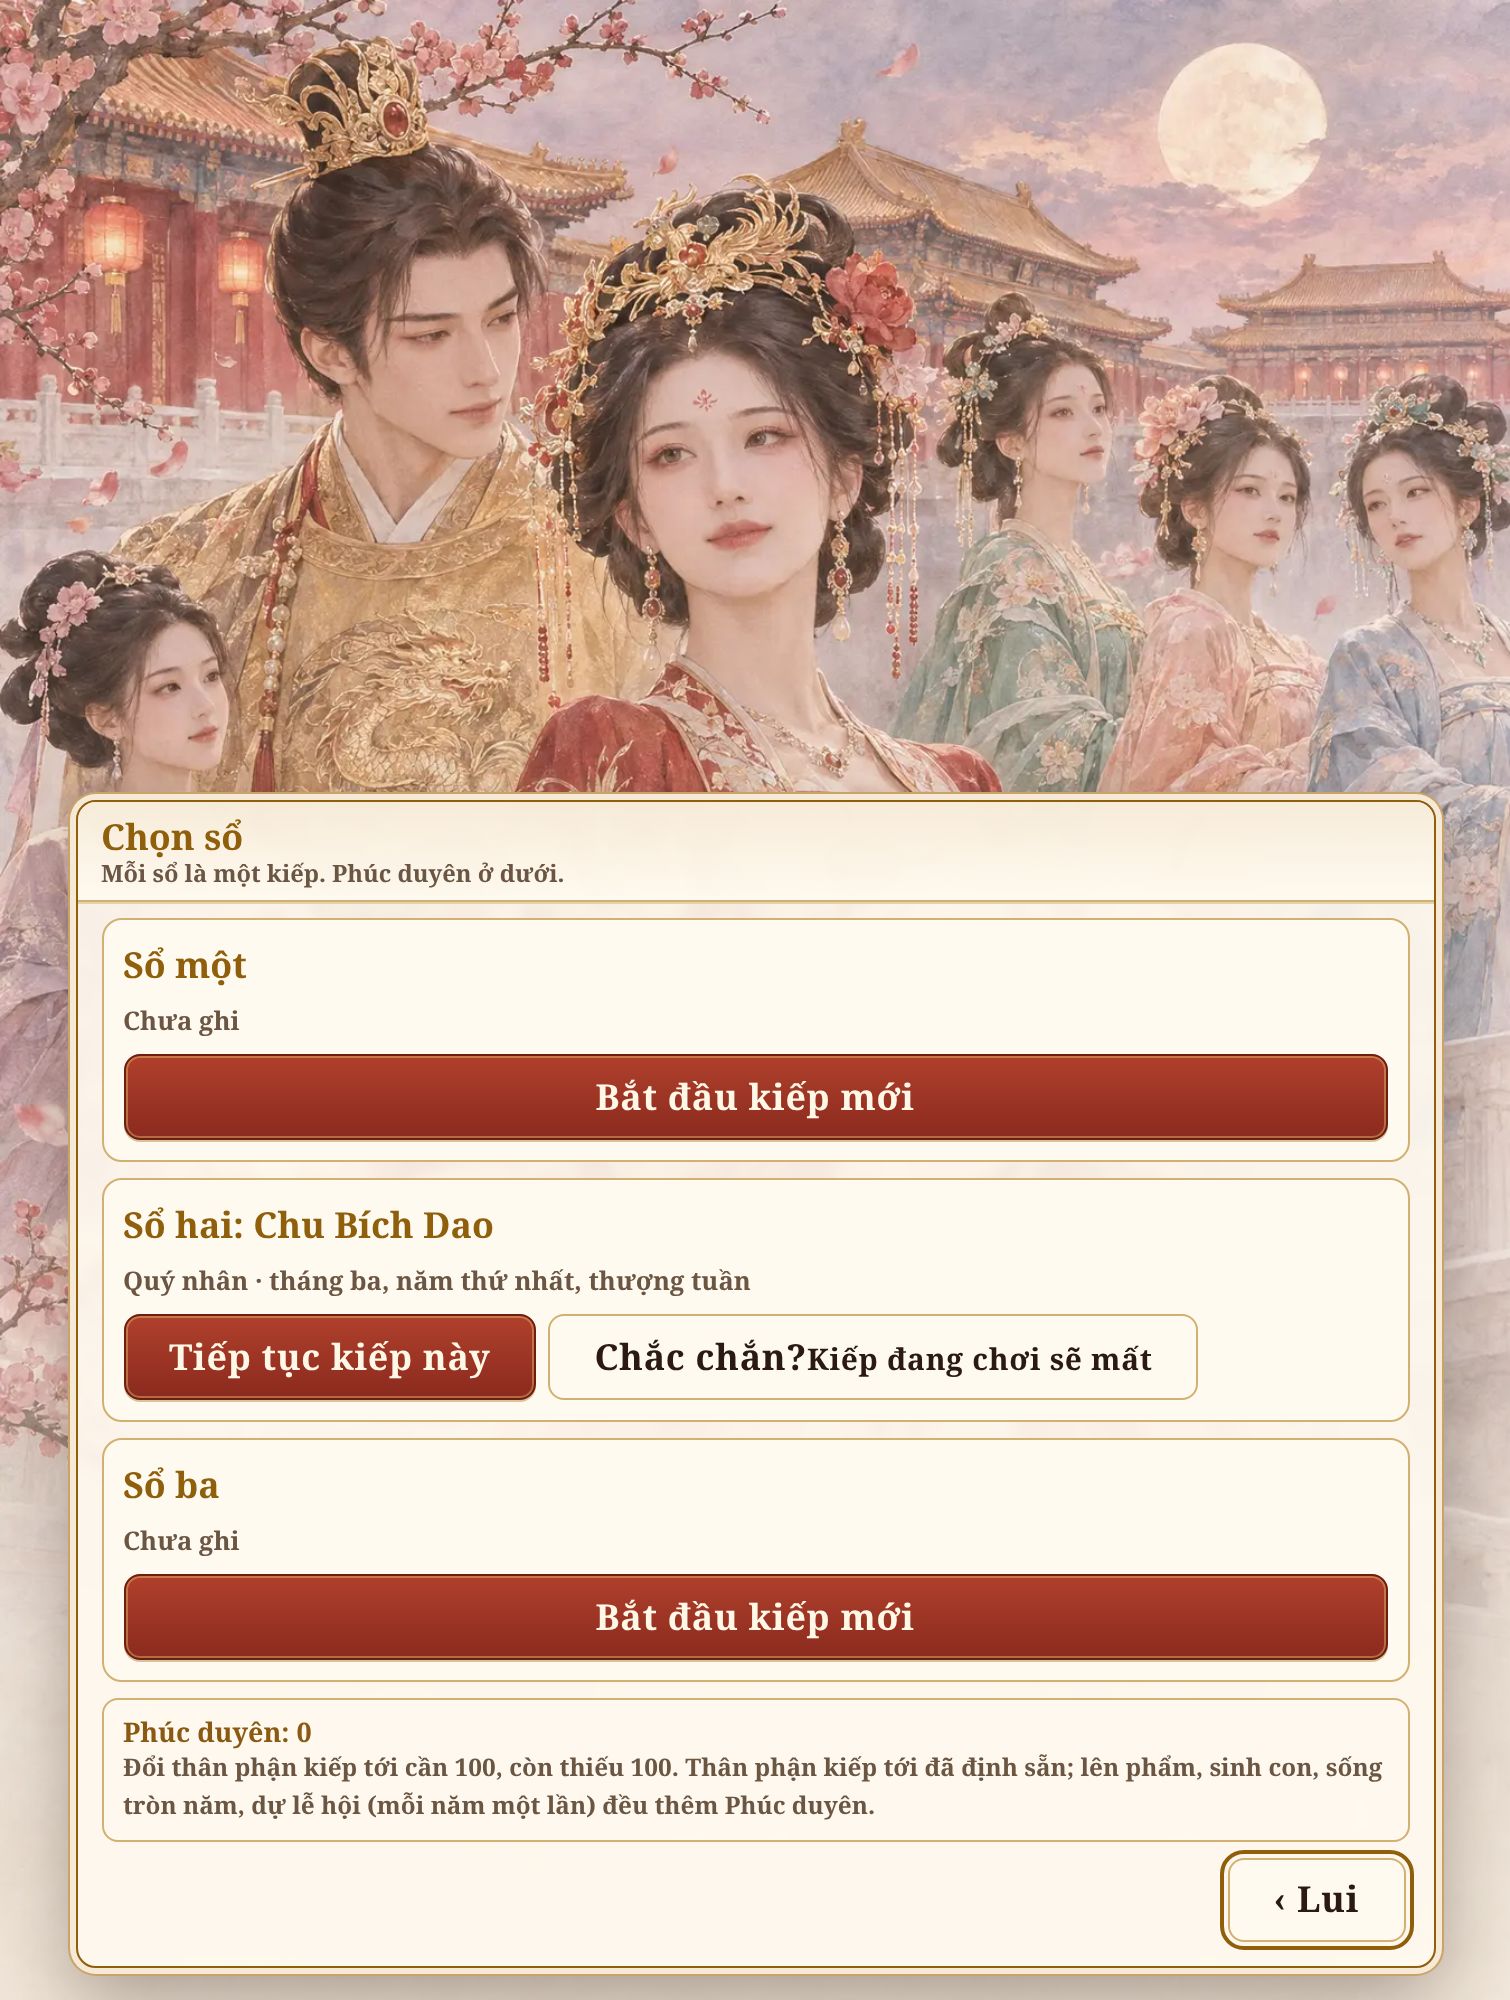 Chọn sổ
Mỗi sổ là một kiếp. Phúc duyên ở dưới.
Sổ một
Chưa ghi
Bắt đầu kiếp mới
Sổ hai: Chu Bích Dao
Quý nhân · tháng ba, năm thứ nhất, thượng tuần
Tiếp tục kiếp này
Chắc chắn?Kiếp đang chơi sẽ mất
Sổ ba
Chưa ghi
Bắt đầu kiếp mới
Phúc duyên: 0
Đổi thân phận kiếp tới cần 100, còn thiếu 100. Thân phận kiếp tới đã định sẵn; lên phẩm, sinh con, sống
tròn năm, dự lễ hội (mỗi năm một lần) đều thêm Phúc duyên.
‹ Lui